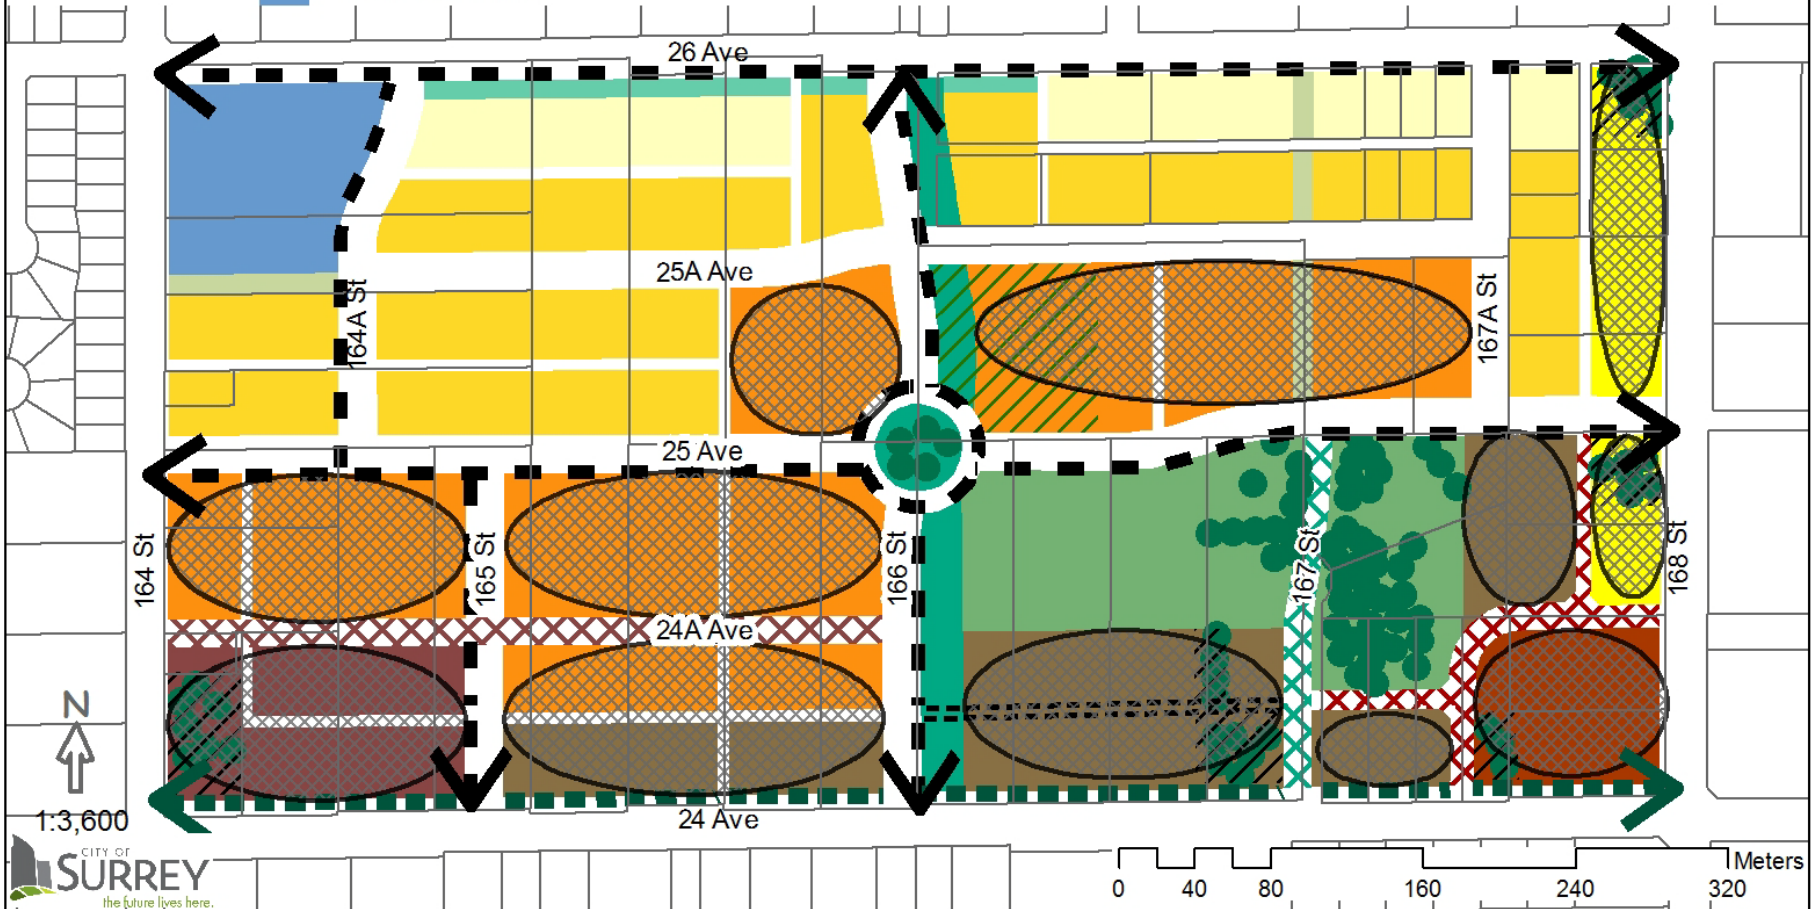 26 Ave
25A Ave
164A St
167A St
25 Ave
164 St
165 St
166 St
167 St
168 St
24A Ave
N
1:3,600
24 Ave
CITY OF
SURREY
the future lives here.
Meters
0 40 80 160 240 320